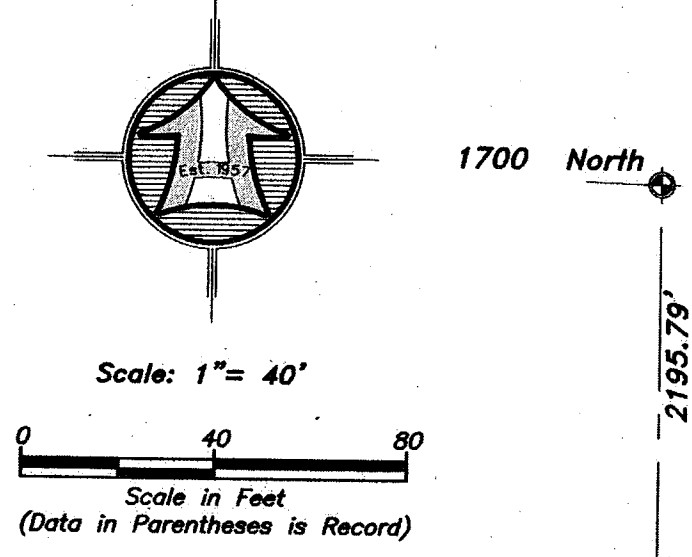 Est. 1957
1700 North
2195.79'
Scale: 1"= 40'
0 40 80
Scale in Feet
(Data in Parentheses is Record)